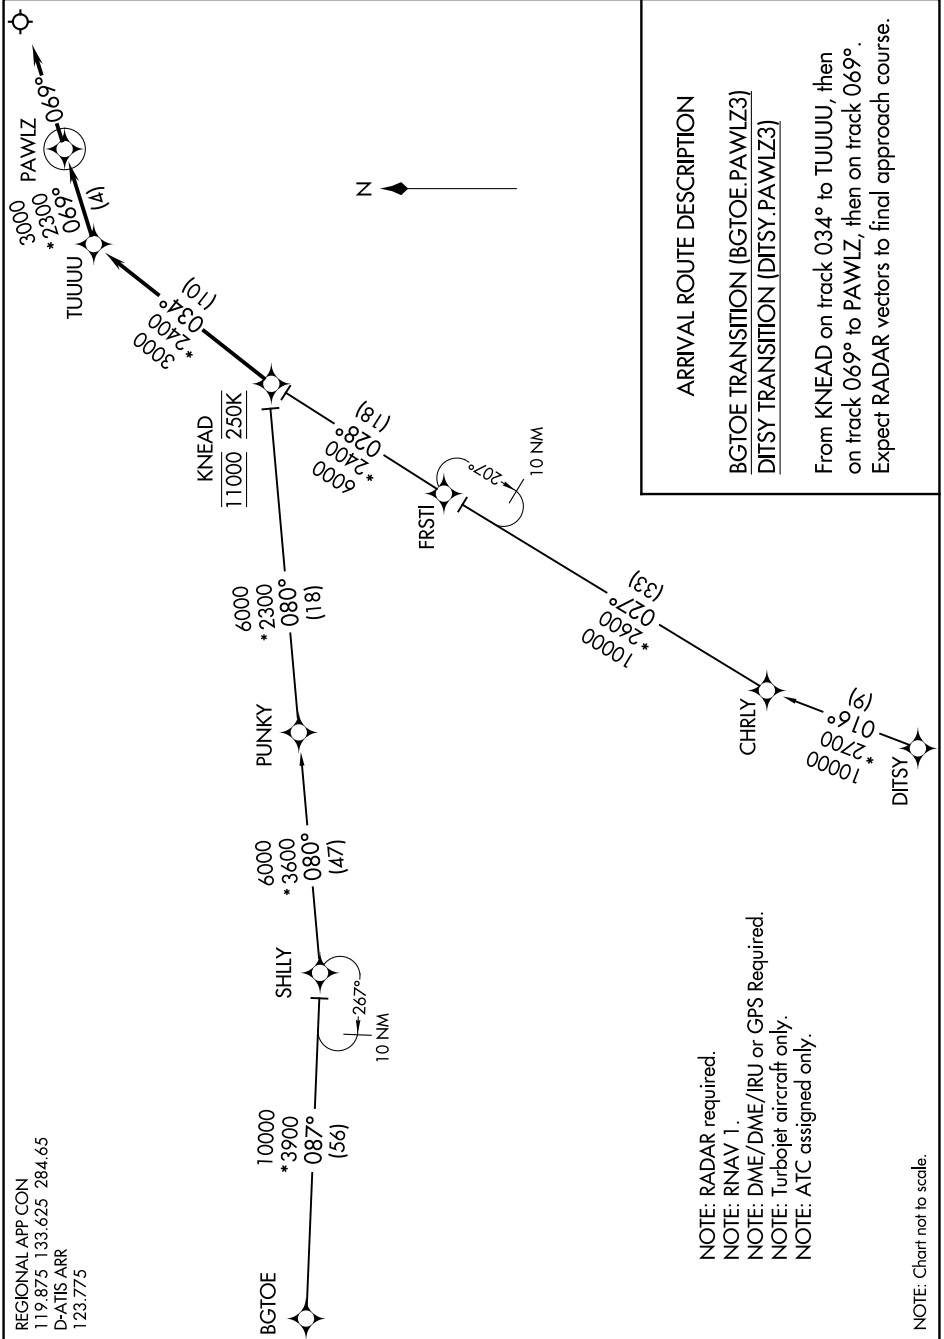 REGIONAL APP CON
119.875 133.625 284.65
D-ATIS ARR
123.775
BGTOE
10000
*3900
087°
(56)
SHLLY
267°
10 NM
6000
*3600
080°
(47)
PUNKY
6000
*2300
080°
(18)
KNEAD
11000 250K
3000
*2400
034°
(10)
TUUUU
3000
*2300
069°
(4)
PAWLZ
069°
N
DITSY
10000
*2700
016°
(9)
CHRLY
10000
*2600
027°
(33)
FRSTI
207°
10 NM
6000
*2400
028°
(18)
NOTE: RADAR required.
NOTE: RNAV 1.
NOTE: DME/DME/IRU or GPS Required.
NOTE: Turbojet aircraft only.
NOTE: ATC assigned only.
NOTE: Chart not to scale.
ARRIVAL ROUTE DESCRIPTION
BGTOE TRANSITION (BGTOE.PAWLZ3)
DITSY TRANSITION (DITSY.PAWLZ3)
From KNEAD on track 034° to TUUUU, then
on track 069° to PAWLZ, then on track 069°.
Expect RADAR vectors to final approach course.